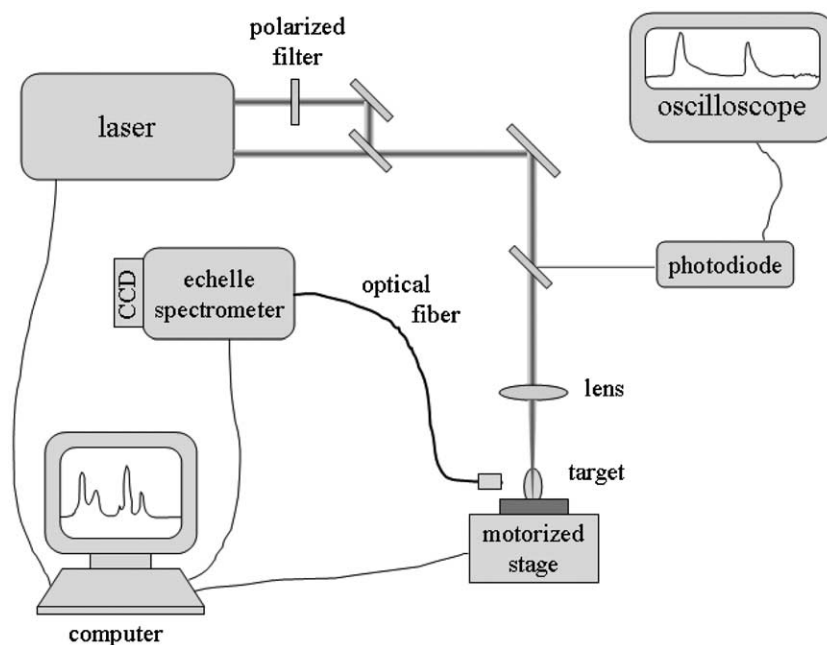 polarized
filter
laser
oscilloscope
CCD
echelle
spectrometer
optical
fiber
photodiode
lens
target
motorized
stage
computer